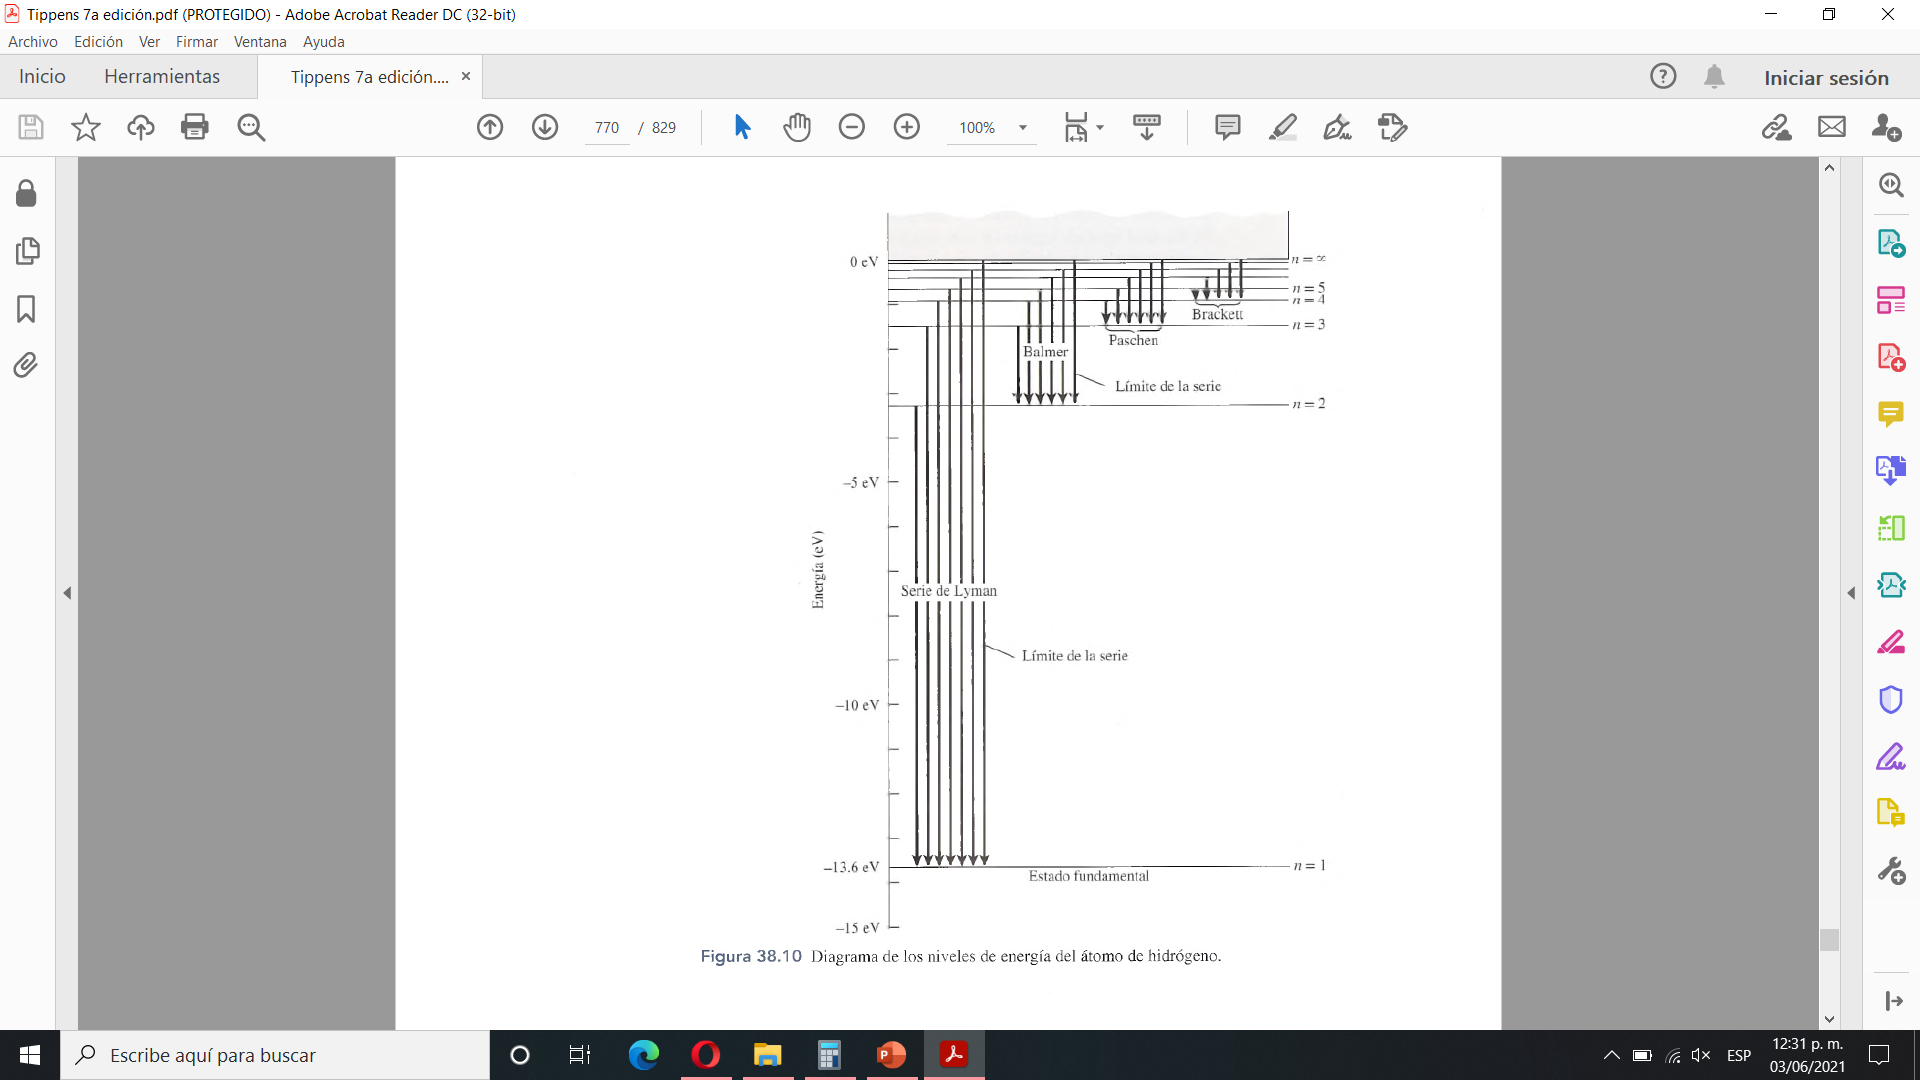 Tippens 7a edición.pdf (PROTEGIDO) - Adobe Acrobat Reader DC (32-bit)
Archivo Edición Ver Firmar Ventana Ayuda
Inicio Herramientas Tippens 7a edición.... × Iniciar sesión
770 / 829 100%
0 eV
n = ∞
n = 5
n = 4
Brackett
n = 3
Paschen
Balmer
Límite de la serie
n = 2
–5 eV
Energía (eV)
Serie de Lyman
Límite de la serie
–10 eV
–13.6 eV
n = 1
Estado fundamental
–15 eV
Figura 38.10 Diagrama de los niveles de energía del átomo de hidrógeno.
Escribe aquí para buscar
ESP
12:31 p. m.
03/06/2021